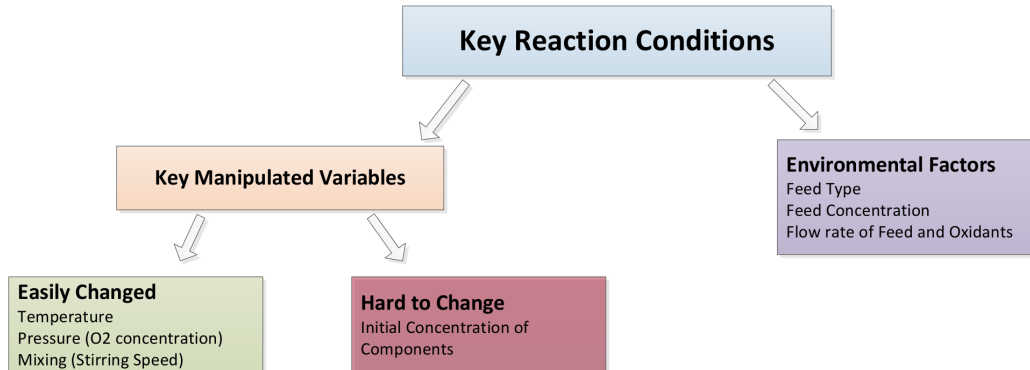 Key Reaction Conditions
Key Manipulated Variables
Environmental Factors
Feed Type
Feed Concentration
Flow rate of Feed and Oxidants
Easily Changed
Temperature
Pressure (O2 concentration)
Mixing (Stirring Speed)
Hard to Change
Initial Concentration of
Components